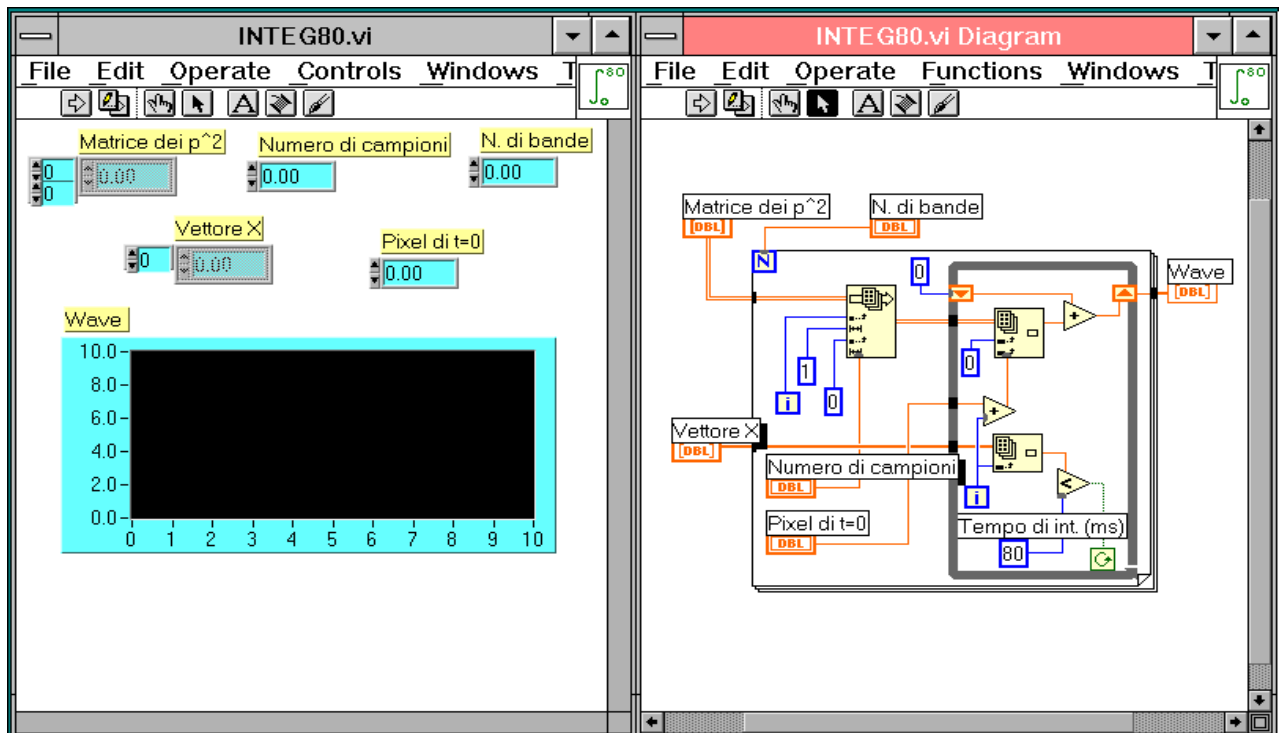 INTEG80.vi
File Edit Operate Controls Windows T
80
0
Matrice dei p^2
Numero di campioni
N. di bande
0
0
0.00
0.00
0.00
Vettore X
Pixel di t=0
0
0.00
0.00
Wave
10.0
8.0
6.0
4.0
2.0
0.0
0 1 2 3 4 5 6 7 8 9 10
INTEG80.vi Diagram
File Edit Operate Functions Windows T
80
0
Matrice dei p^2
[DBL]
N. di bande
DBL
N
0
Wave
[DBL]
+
1
0
i
0
+
Vettore X
[DBL]
Numero di campioni
DBL
i
<
Pixel di t=0
DBL
Tempo di int. (ms)
80